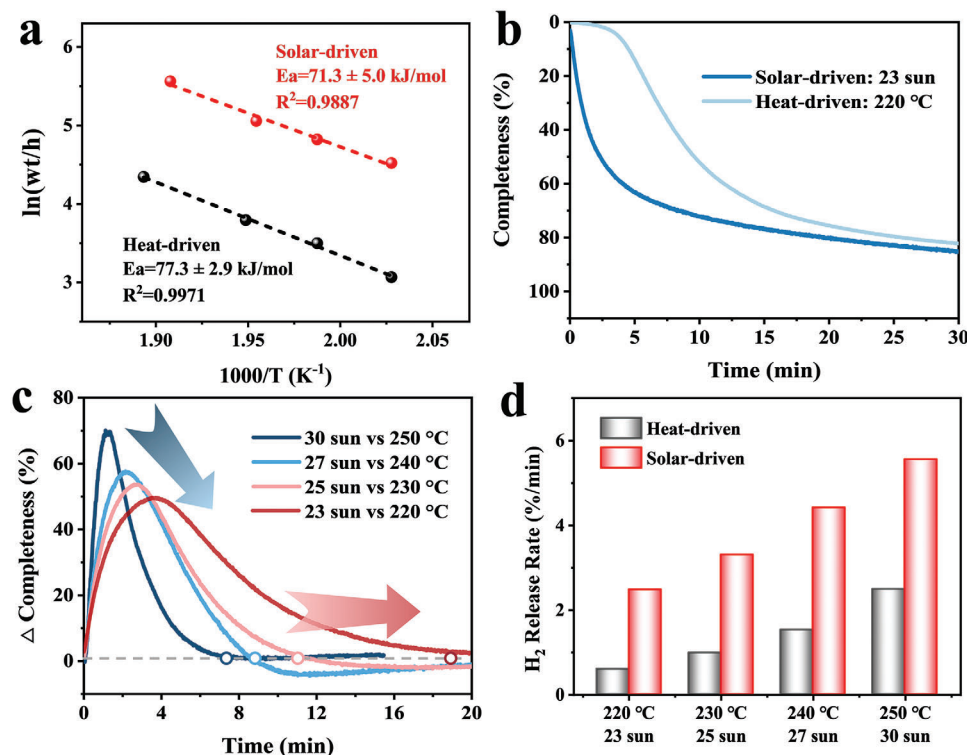 a
ln(wt/h)
6
5
4
3
Solar-driven
Ea=71.3 ± 5.0 kJ/mol
R²=0.9887
Heat-driven
Ea=77.3 ± 2.9 kJ/mol
R²=0.9971
1.90
1.95
2.00
2.05
1000/T (K⁻¹)
b
Completeness (%)
0
20
40
60
80
100
Solar-driven: 23 sun
Heat-driven: 220 ℃
0
5
10
15
20
25
30
Time (min)
c
Δ Completeness (%)
80
60
40
20
0
30 sun vs 250 ℃
27 sun vs 240 ℃
25 sun vs 230 ℃
23 sun vs 220 ℃
0
4
8
12
16
20
Time (min)
d
H₂ Release Rate (%/min)
6
4
2
0
Heat-driven
Solar-driven
220 ℃
23 sun
230 ℃
25 sun
240 ℃
27 sun
250 ℃
30 sun